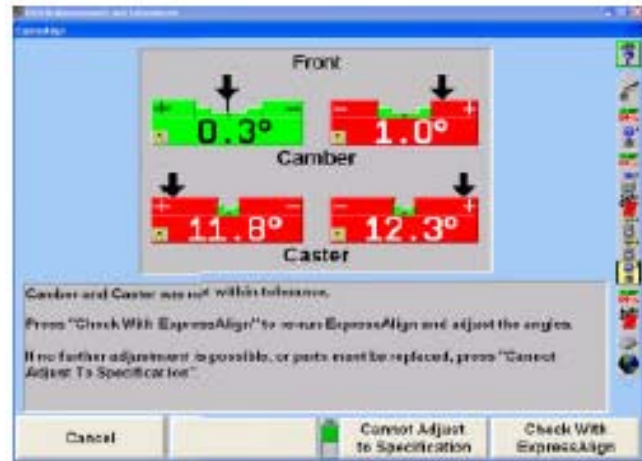 CamberAlign
Front
+ - - +
0.3° 1.0°
Camber
+ - - +
11.8° 12.3°
Caster
Camber and Caster was not within tolerance.
Press "Check With ExpressAlign" to re-run ExpressAlign and adjust the angles.
If no further adjustment is possible, or parts must be replaced, press "Cannot
Adjust To Specification".
Cancel
Cannot Adjust
to Specification
Check With
ExpressAlign